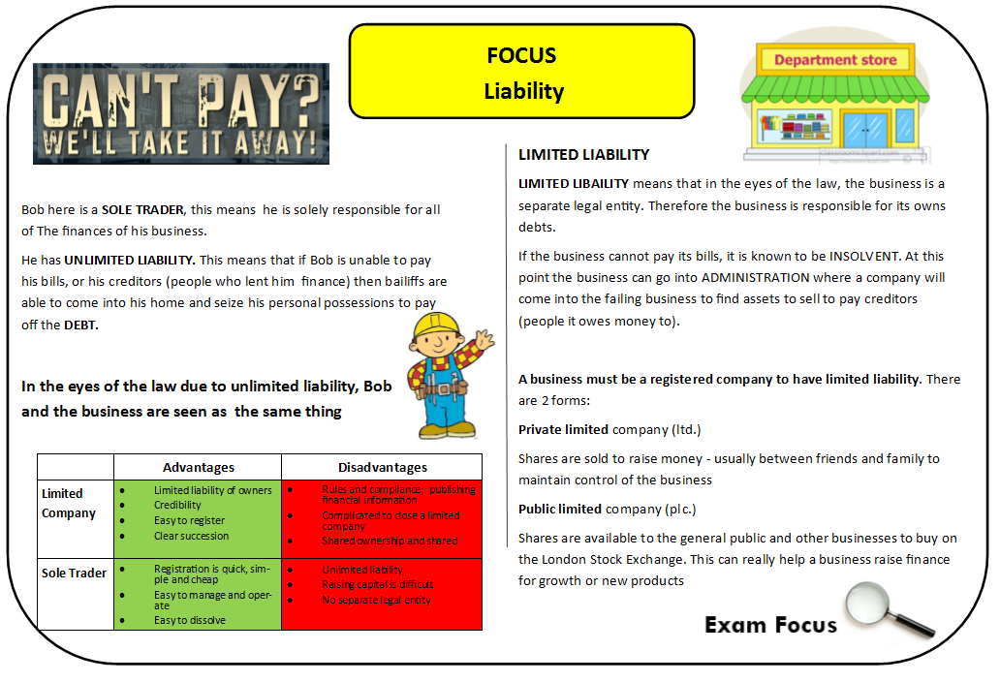 FOCUS
Liability
CAN'T PAY?
WE'LL TAKE IT AWAY!
Department store
classroomclipart.com
Bob here is a SOLE TRADER, this means he is solely responsible for all
of The finances of his business.
He has UNLIMITED LIABILITY. This means that if Bob is unable to pay
his bills, or his creditors (people who lent him finance) then bailiffs are
able to come into his home and seize his personal possessions to pay
off the DEBT.
In the eyes of the law due to unlimited liability, Bob
and the business are seen as the same thing
Advantages
Disadvantages
Limited
Company
• Limited liability of owners
• Credibility
• Easy to register
• Clear succession
• Rules and compliance; publishing
financial information
• Complicated to close a limited
company
• Shared ownership and shared
Sole Trader
• Registration is quick, sim-
ple and cheap
• Easy to manage and oper-
ate
• Easy to dissolve
• Unlimited liability
• Raising capital is difficult
• No separate legal entity
LIMITED LIABILITY
LIMITED LIBAILITY means that in the eyes of the law, the business is a
separate legal entity. Therefore the business is responsible for its owns
debts.
If the business cannot pay its bills, it is known to be INSOLVENT. At this
point the business can go into ADMINISTRATION where a company will
come into the failing business to find assets to sell to pay creditors
(people it owes money to).
A business must be a registered company to have limited liability. There
are 2 forms:
Private limited company (ltd.)
Shares are sold to raise money - usually between friends and family to
maintain control of the business
Public limited company (plc.)
Shares are available to the general public and other businesses to buy on
the London Stock Exchange. This can really help a business raise finance
for growth or new products
Exam Focus